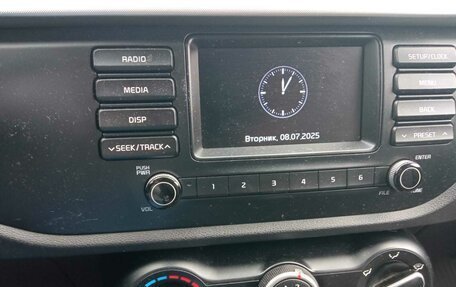 RADIO
MEDIA
DISP
SEEK/TRACK
PUSH
PWR
VOL
Вторник, 08.07.2025
1 2 3 4 5 6
SETUP/CLOCK
MENU
BACK
PRESET
ENTER
FILE
TUNE